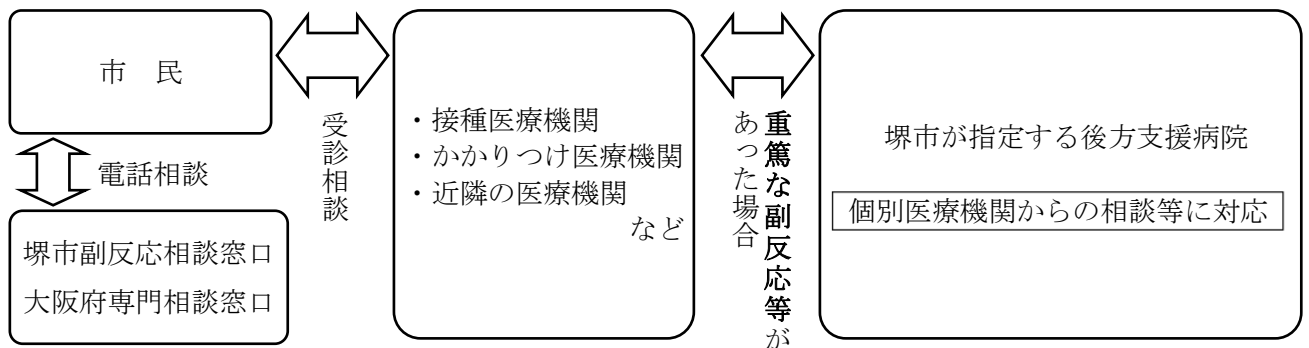 市 民
電話相談
堺市副反応相談窓口
大阪府専門相談窓口
受診相談
・接種医療機関
・かかりつけ医療機関
・近隣の医療機関
など
重篤な副反応等が
あった場合
堺市が指定する後方支援病院
個別医療機関からの相談等に対応